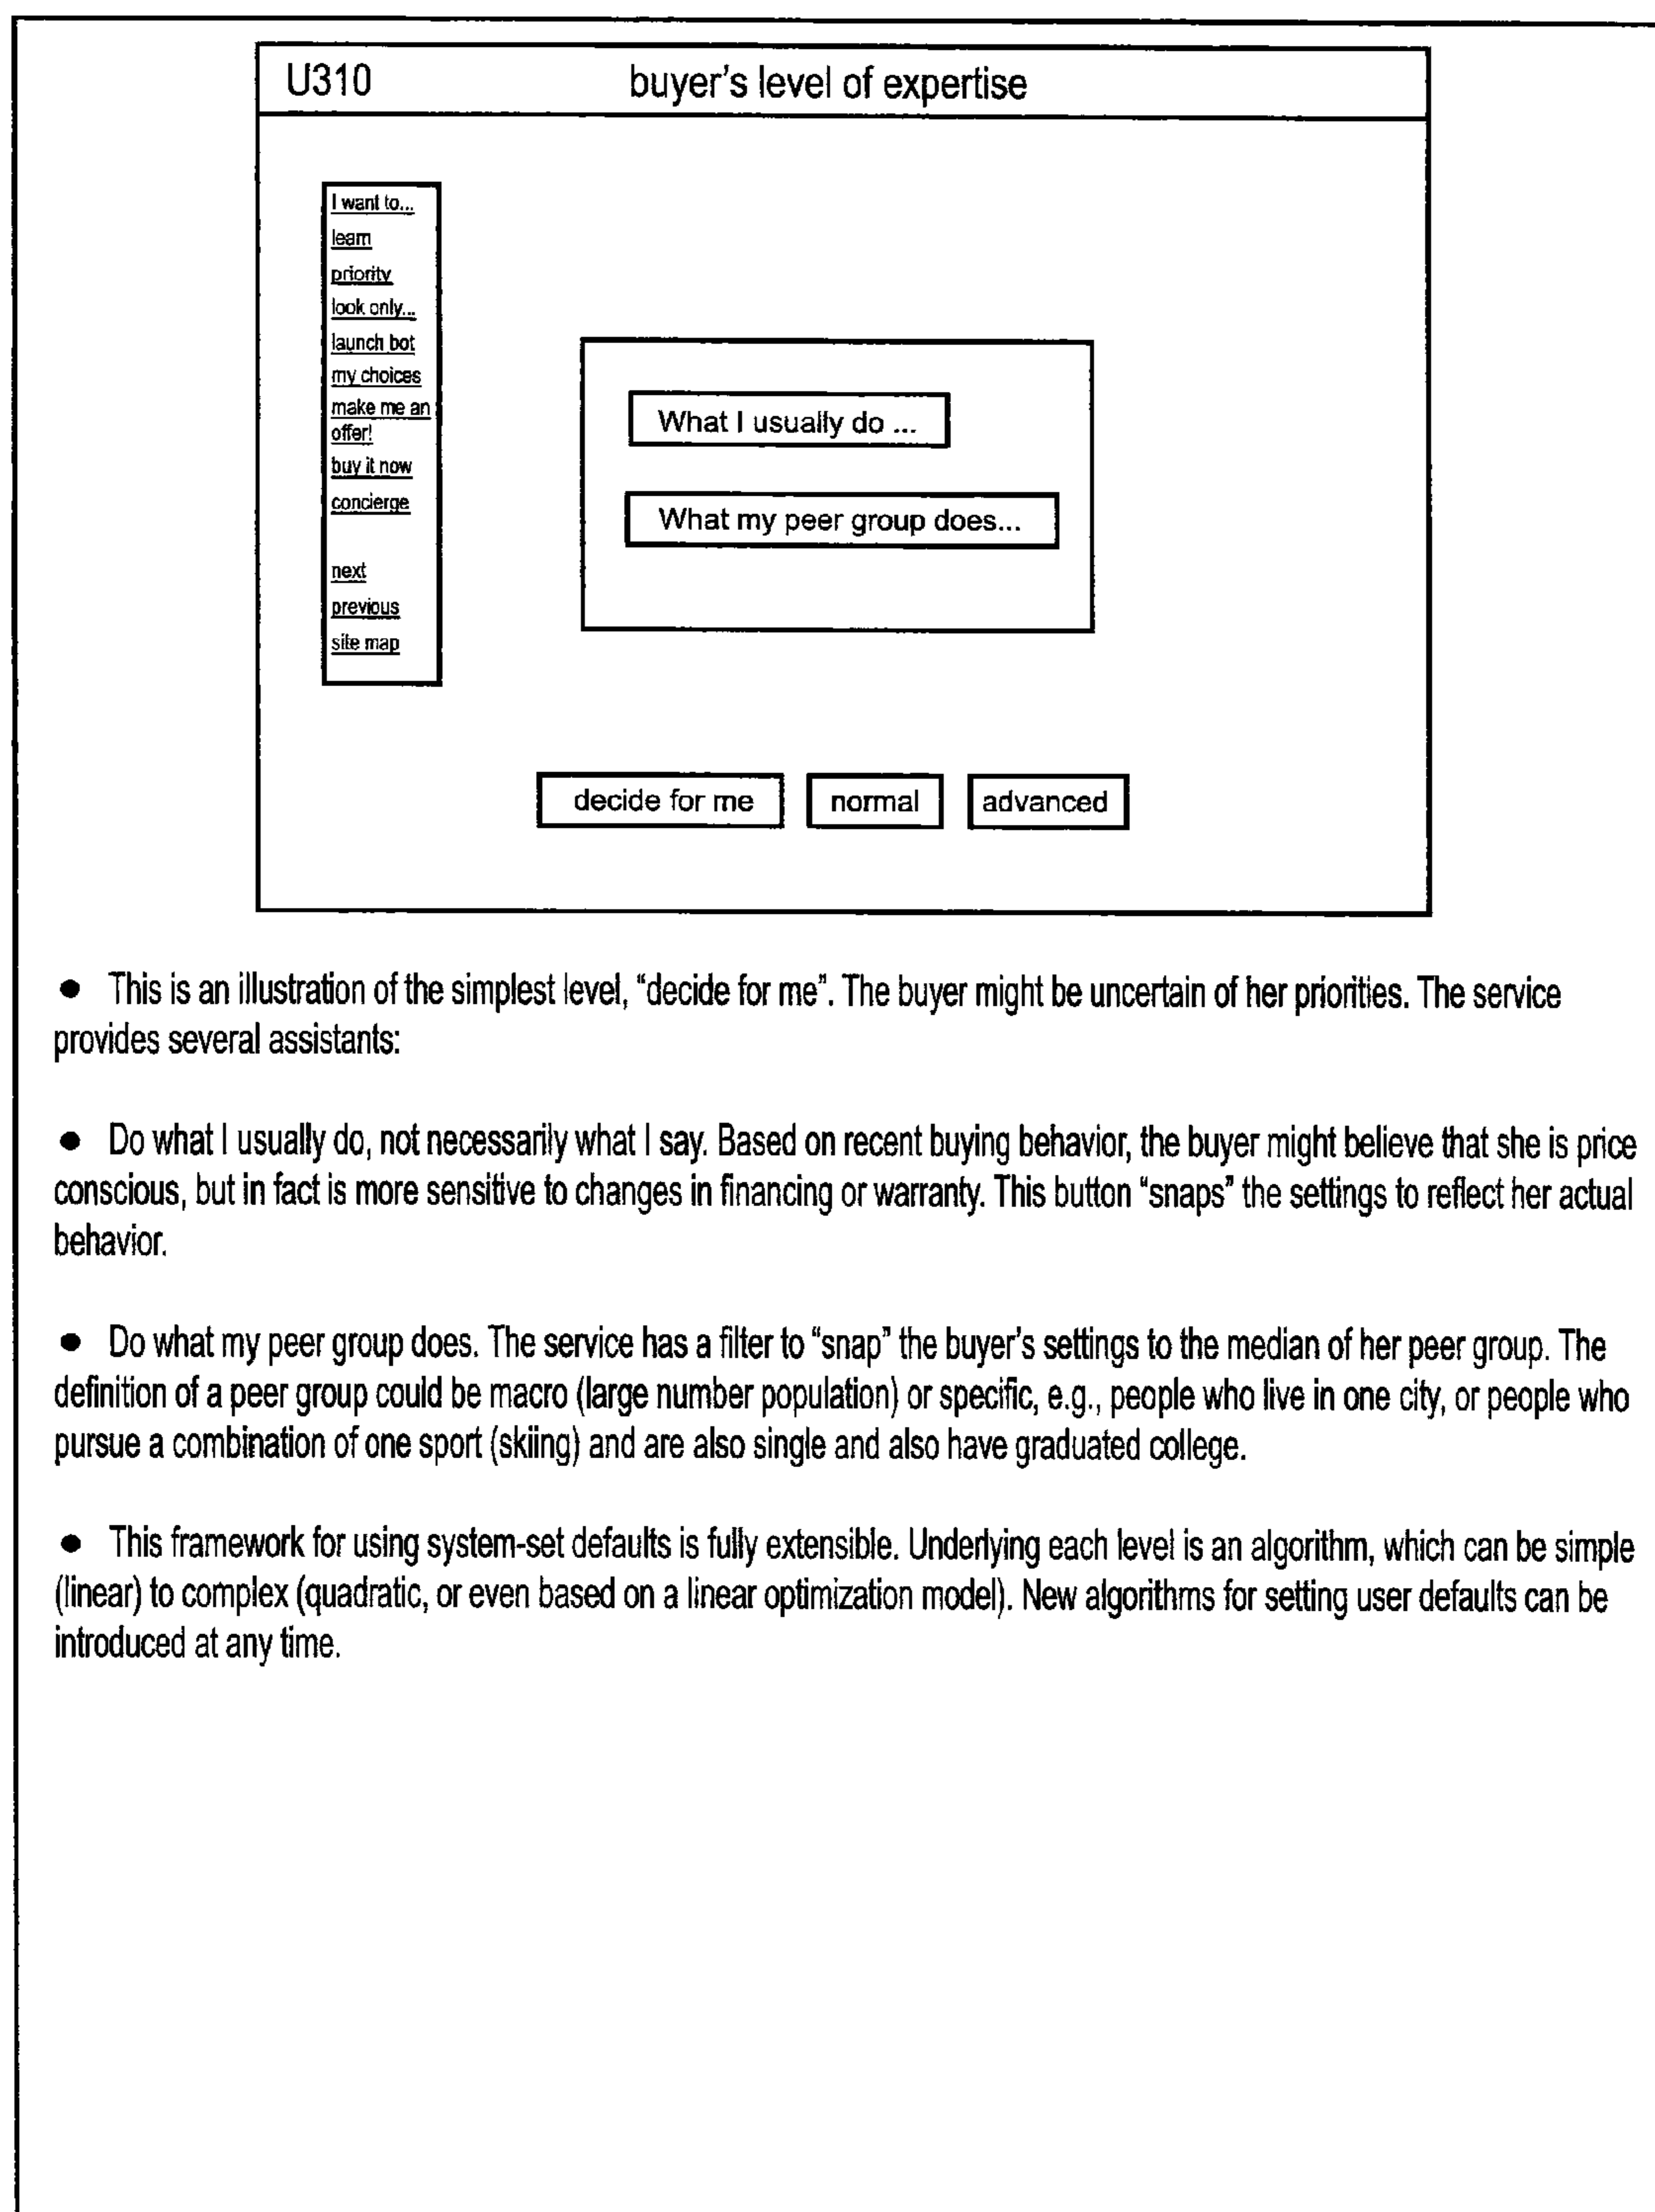 U310 buyer's level of expertise
I want to...
learn
priority
look only...
launch bot
my choices
make me an
offer!
buy it now
concierge
next
previous
site map
What I usually do ...
What my peer group does...
decide for me normal advanced
● This is an illustration of the simplest level, "decide for me". The buyer might be uncertain of her priorities. The service
provides several assistants:
● Do what I usually do, not necessarily what I say. Based on recent buying behavior, the buyer might believe that she is price
conscious, but in fact is more sensitive to changes in financing or warranty. This button "snaps" the settings to reflect her actual
behavior.
● Do what my peer group does. The service has a filter to "snap" the buyer's settings to the median of her peer group. The
definition of a peer group could be macro (large number population) or specific, e.g., people who live in one city, or people who
pursue a combination of one sport (skiing) and are also single and also have graduated college.
● This framework for using system-set defaults is fully extensible. Underlying each level is an algorithm, which can be simple
(linear) to complex (quadratic, or even based on a linear optimization model). New algorithms for setting user defaults can be
introduced at any time.